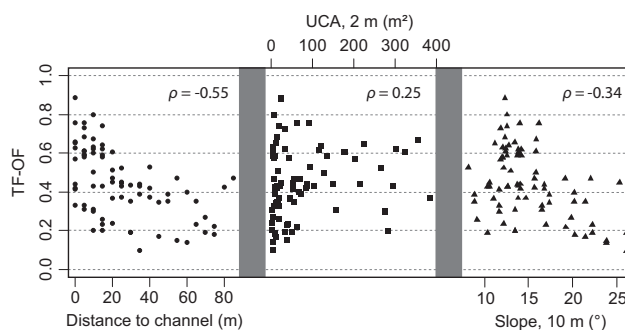 UCA, 2 m (m²)
0 100 200 300 400
ρ = -0.55
ρ = 0.25
ρ = -0.34
TF-OF
1.0
0.8
0.6
0.4
0.2
0.0
0 20 40 60 80
10 15 20 25
Distance to channel (m)
Slope, 10 m (°)